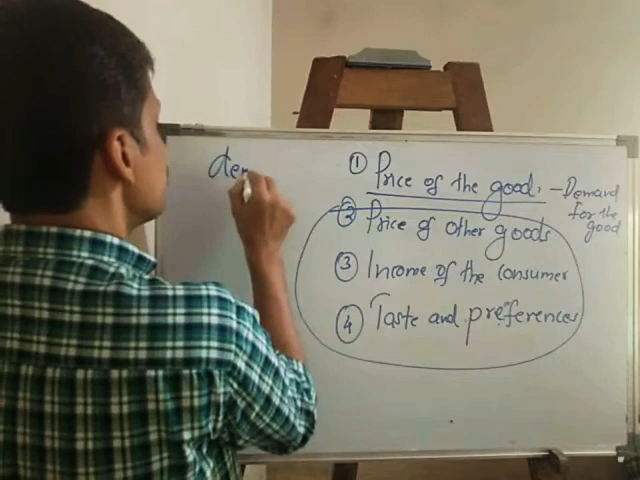 dem
① Price of the good, - Demand
for the
good
② Price of other goods
③ Income of the consumer
④ Taste and preferences